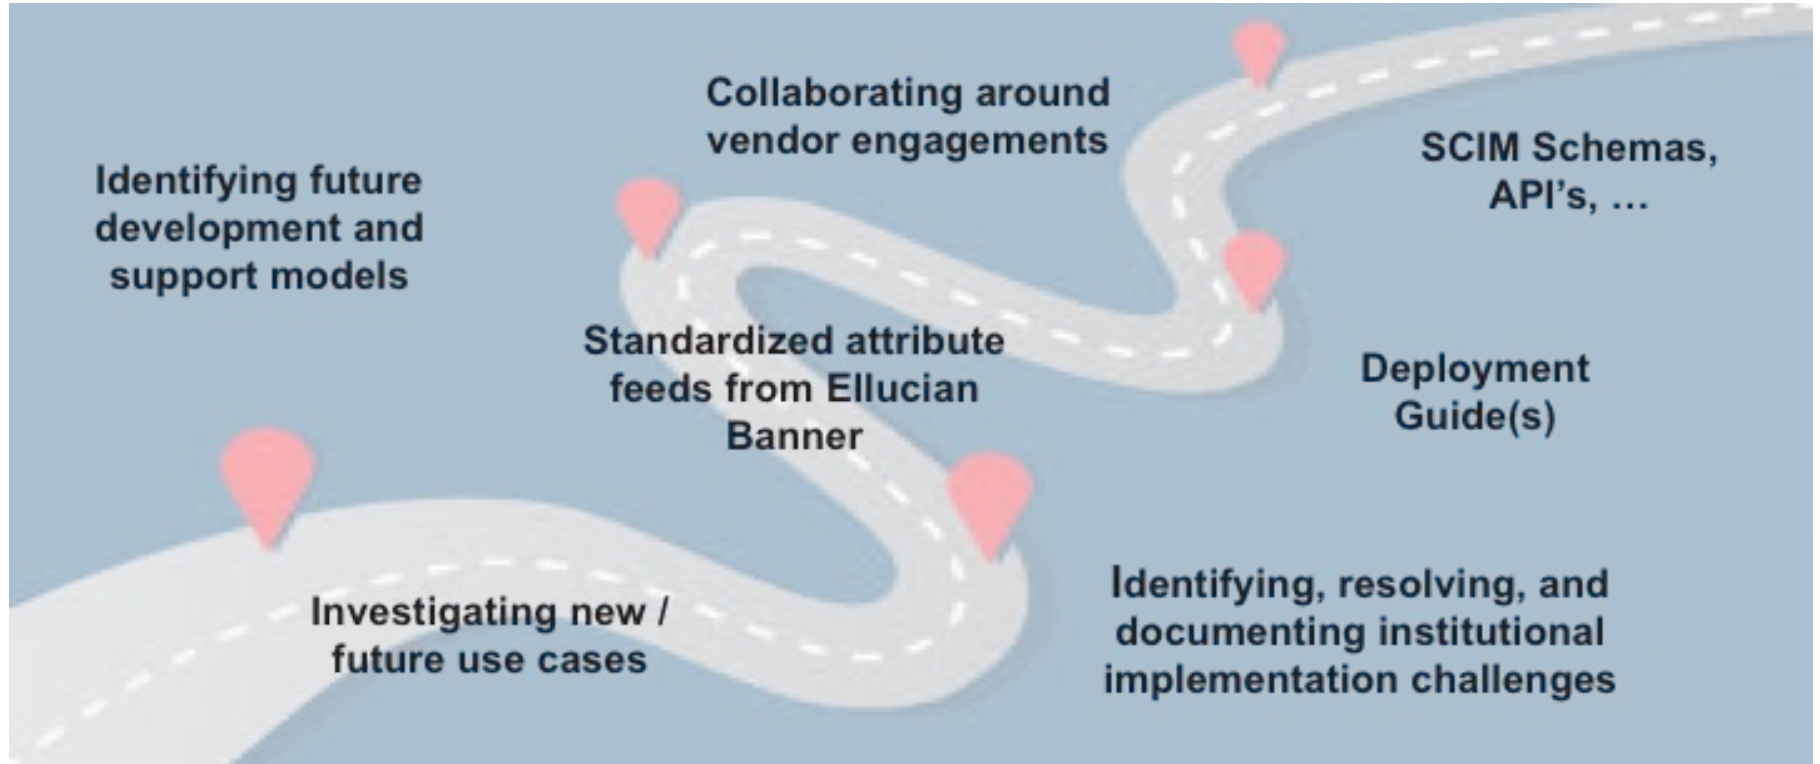 Collaborating around
vendor engagements
SCIM Schemas,
API’s, ...
Identifying future
development and
support models
Standardized attribute
feeds from Ellucian
Banner
Deployment
Guide(s)
Investigating new /
future use cases
Identifying, resolving, and
documenting institutional
implementation challenges